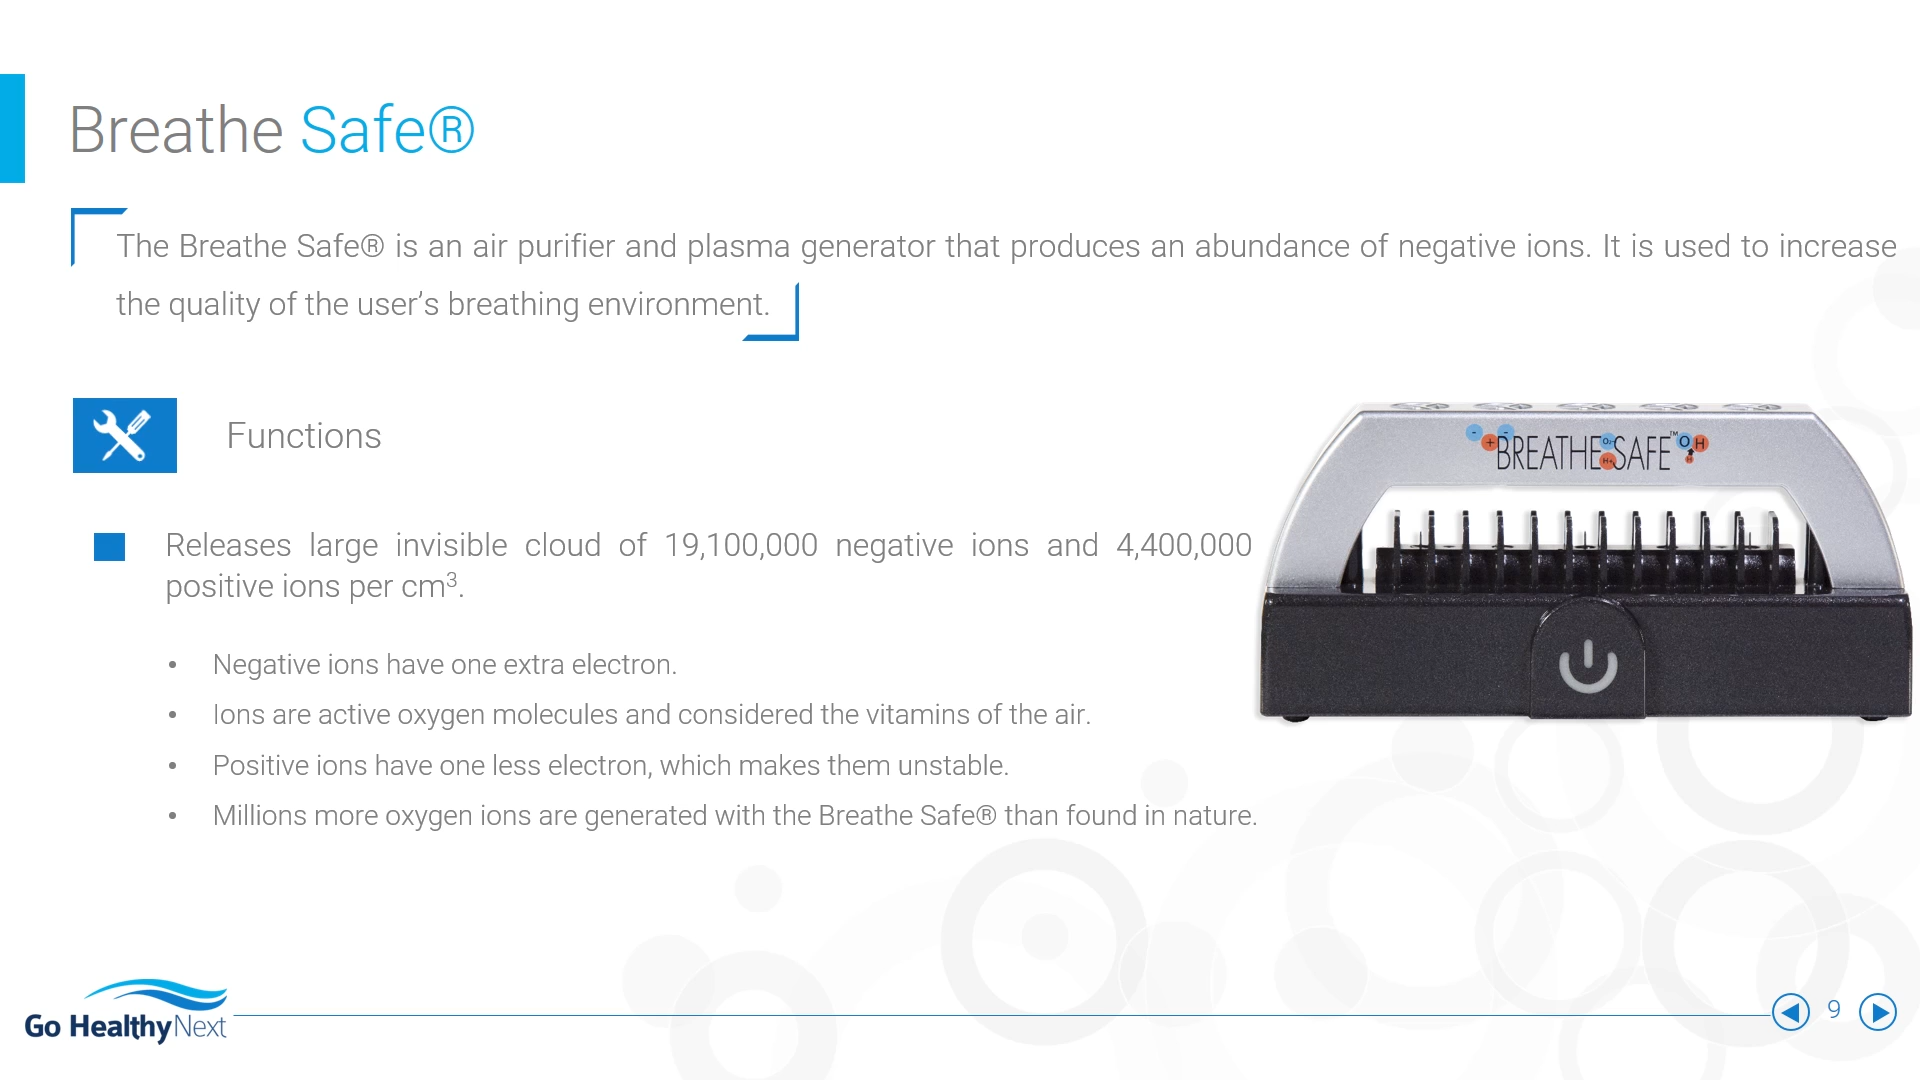 Breathe Safe®
The Breathe Safe® is an air purifier and plasma generator that produces an abundance of negative ions. It is used to increase
the quality of the user’s breathing environment.
Functions
Releases large invisible cloud of 19,100,000 negative ions and 4,400,000
positive ions per cm³.
• Negative ions have one extra electron.
• Ions are active oxygen molecules and considered the vitamins of the air.
• Positive ions have one less electron, which makes them unstable.
• Millions more oxygen ions are generated with the Breathe Safe® than found in nature.
- + - BREATHE O₂- H+ SAFE™ O H H
Go HealthyNext
9